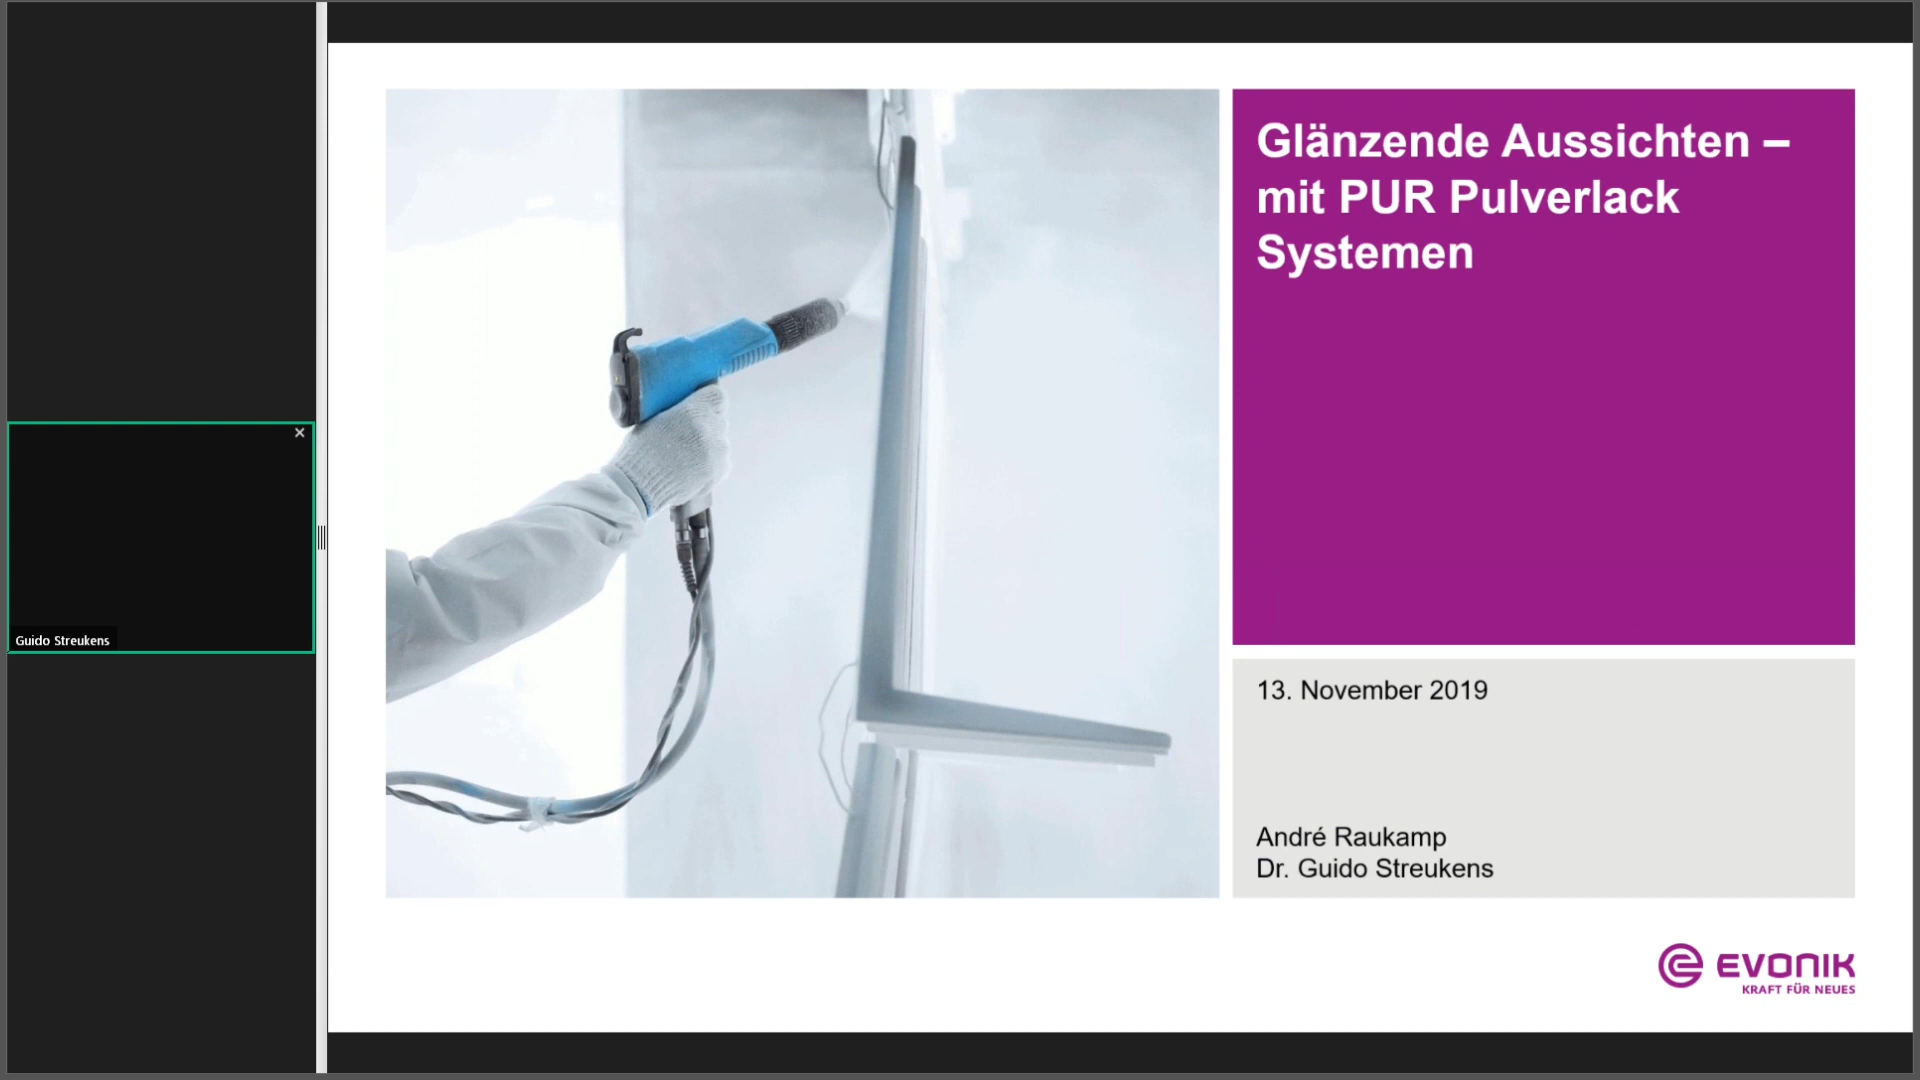 Glänzende Aussichten –
mit PUR Pulverlack
Systemen
13. November 2019
André Raukamp
Dr. Guido Streukens
Guido Streukens
EVONIK
KRAFT FÜR NEUES